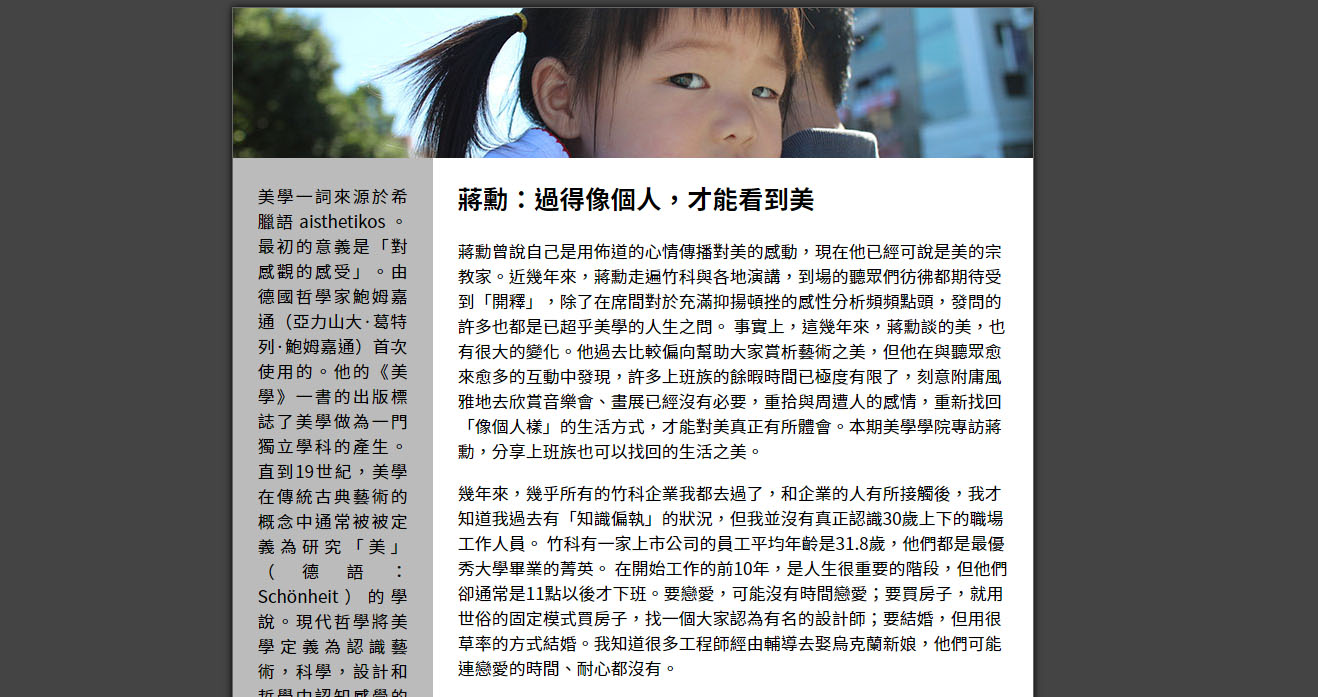 美學一詞來源於希
臘語 aisthetikos 。
最初的意義是「對
感觀的感受」。由
德國哲學家鮑姆嘉
通（亞力山大·葛特
列·鮑姆嘉通）首次
使用的。他的《美
學》一書的出版標
誌了美學做為一門
獨立學科的產生。
直到19世紀，美學
在傳統古典藝術的
概念中通常被被定
義為研究「美」
（德語：
Schönheit）的學
說。現代哲學將美
學定義為認識藝
術，科學，設計和
哲學中認知感覺的
蔣勳：過得像個人，才能看到美
蔣勳曾說自己是用佈道的心情傳播對美的感動，現在他已經可說是美的宗
教家。近幾年來，蔣勳走遍竹科與各地演講，到場的聽眾們彷彿都期待受
到「開釋」，除了在席間對於充滿抑揚頓挫的感性分析頻頻點頭，發問的
許多也都是已超乎美學的人生之問。 事實上，這幾年來，蔣勳談的美，也
有很大的變化。他過去比較偏向幫助大家賞析藝術之美，但他在與聽眾愈
來愈多的互動中發現，許多上班族的餘暇時間已極度有限了，刻意附庸風
雅地去欣賞音樂會、畫展已經沒有必要，重拾與周遭人的感情，重新找回
「像個人樣」的生活方式，才能對美真正有所體會。本期美學學院專訪蔣
勳，分享上班族也可以找回的生活之美。
幾年來，幾乎所有的竹科企業我都去過了，和企業的人有所接觸後，我才
知道我過去有「知識偏執」的狀況，但我並沒有真正認識30歲上下的職場
工作人員。 竹科有一家上市公司的員工平均年齡是31.8歲，他們都是最優
秀大學畢業的菁英。 在開始工作的前10年，是人生很重要的階段，但他們
卻通常是11點以後才下班。要戀愛，可能沒有時間戀愛；要買房子，就用
世俗的固定模式買房子，找一個大家認為有名的設計師；要結婚，但用很
草率的方式結婚。我知道很多工程師經由輔導去娶烏克蘭新娘，他們可能
連戀愛的時間、耐心都沒有。